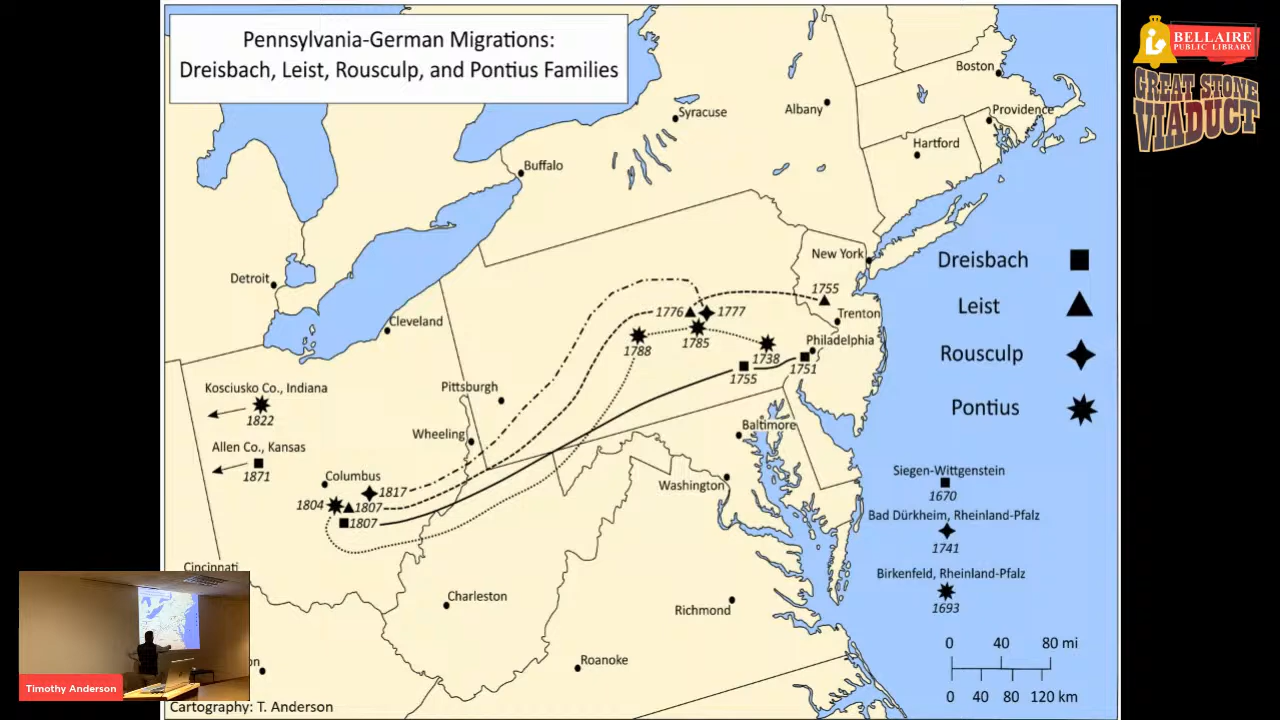 Pennsylvania-German Migrations:
Dreisbach, Leist, Rousculp, and Pontius Families
BELLAIRE
PUBLIC LIBRARY
GREAT STONE
VIADUCT
Boston
Syracuse
Albany
Providence
Hartford
Buffalo
New York
Dreisbach
Detroit
1755
Leist
1776
1777
Trenton
Cleveland
1785
Philadelphia
1788
1738
Rousculp
1751
1755
Kosciusko Co., Indiana
Pittsburgh
Pontius
1822
Wheeling
Baltimore
Allen Co., Kansas
1871
Columbus
Washington
Siegen-Wittgenstein
1817
1670
1804
1807
1807
Bad Dürkheim, Rheinland-Pfalz
1741
Cincinnati
Birkenfeld, Rheinland-Pfalz
Charleston
1693
Richmond
0 40 80 mi
Roanoke
0 40 80 120 km
Timothy Anderson
Cartography: T. Anderson